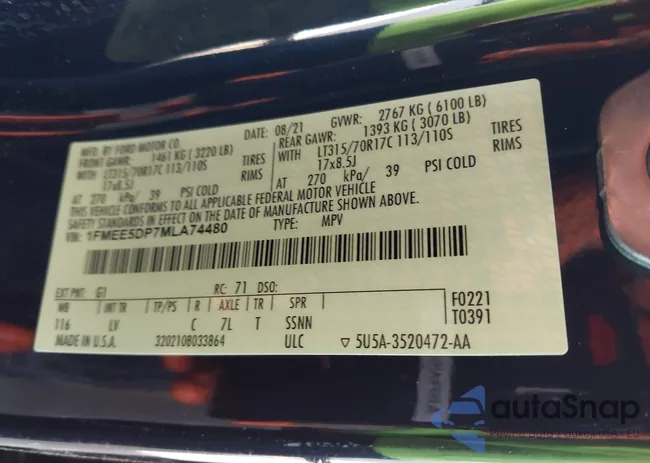 MFD. BY FORD MOTOR CO.
DATE: 08/21 GVWR: 2767 KG ( 6100 LB)
FRONT GAWR: 1461 KG ( 3220 LB) REAR GAWR: 1393 KG ( 3070 LB)
WITH LT315/70R17C 113/110S TIRES WITH LT315/70R17C 113/110S TIRES
17x8.5J RIMS 17x8.5J RIMS
AT 270 kPa/ 39 PSI COLD AT 270 kPa/ 39 PSI COLD
THIS VEHICLE CONFORMS TO ALL APPLICABLE FEDERAL MOTOR VEHICLE
SAFETY STANDARDS IN EFFECT ON THE DATE OF MANUFACTURE SHOWN ABOVE.
VIN: 1FMEE5DP7MLA74480 TYPE: MPV
EXT PNT: G1 RC: 71 DSO: F0221
WB INT TR TP/PS R AXLE TR SPR T0391
116 LV C 7L T SSNN
MADE IN U.S.A. 3202108033864 ULC ▽ 5U5A-3520472-AA
autoSnap